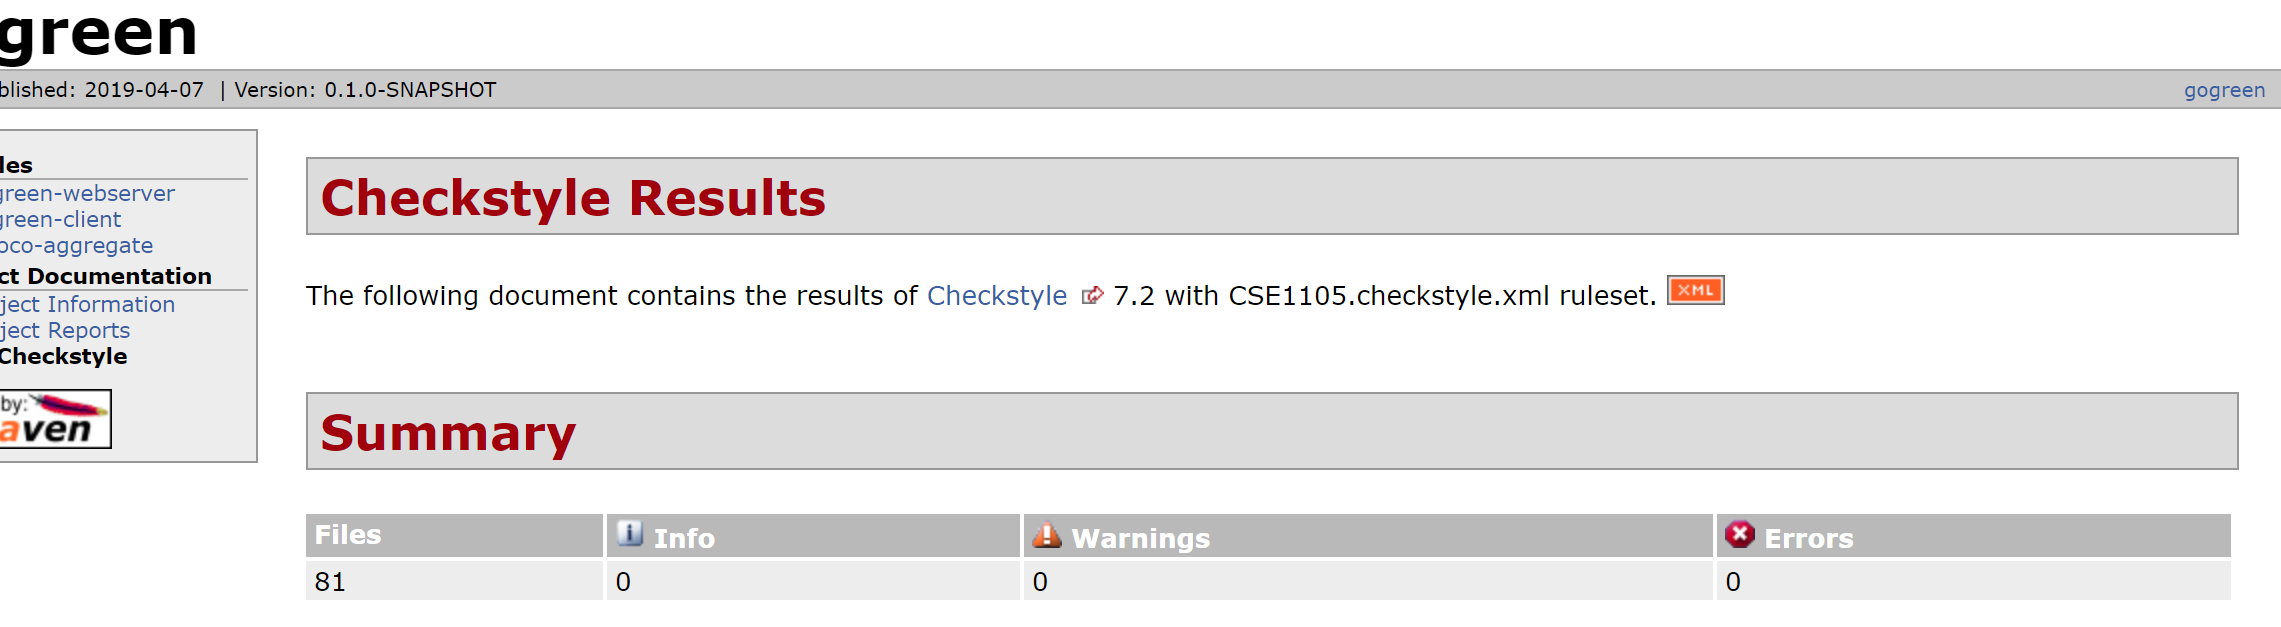 green
blished: 2019-04-07 | Version: 0.1.0-SNAPSHOT
gogreen
les
green-webserver
green-client
oco-aggregate
ct Documentation
ject Information
ject Reports
Checkstyle
by:
aven
Checkstyle Results
The following document contains the results of Checkstyle 7.2 with CSE1105.checkstyle.xml ruleset. XML
Summary
Files Info Warnings Errors
81 0 0 0